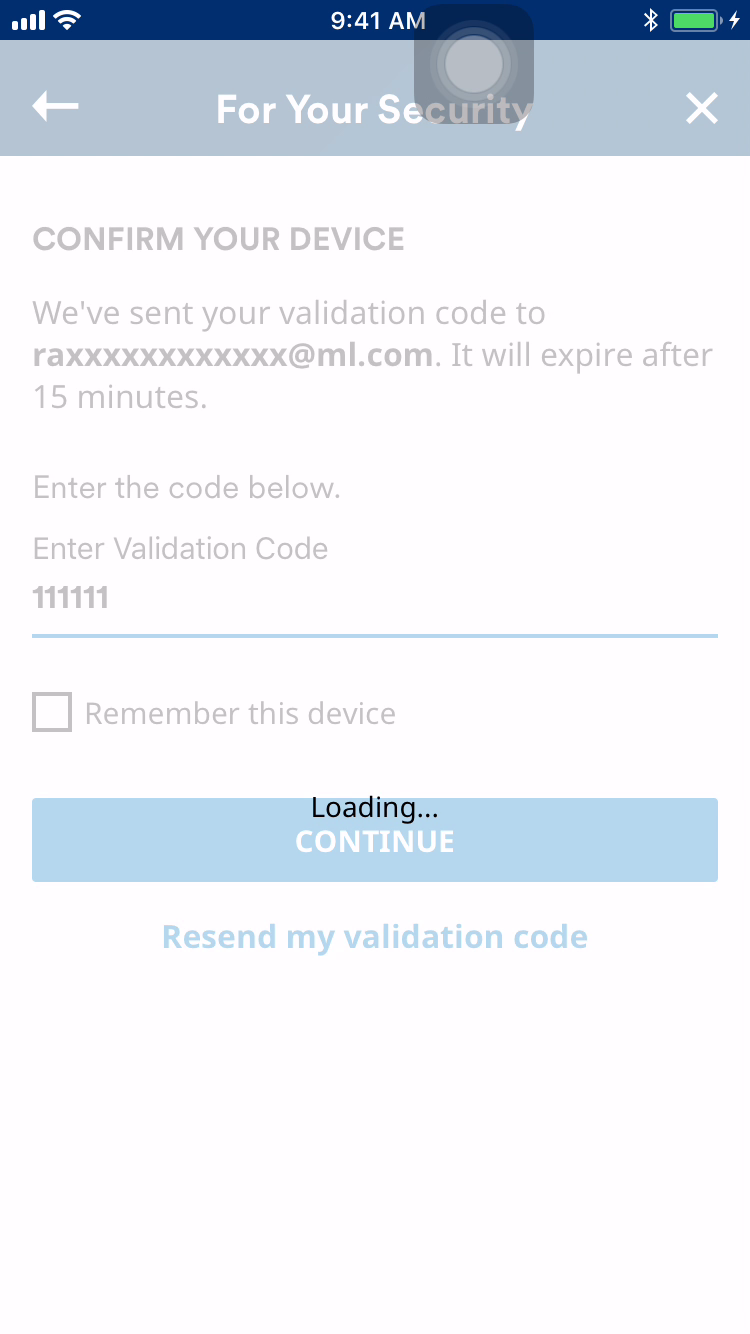 9:41 AM
For Your Security
CONFIRM YOUR DEVICE
We've sent your validation code to
raxxxxxxxxxxxx@ml.com. It will expire after
15 minutes.
Enter the code below.
Enter Validation Code
111111
Remember this device
Loading...
CONTINUE
Resend my validation code